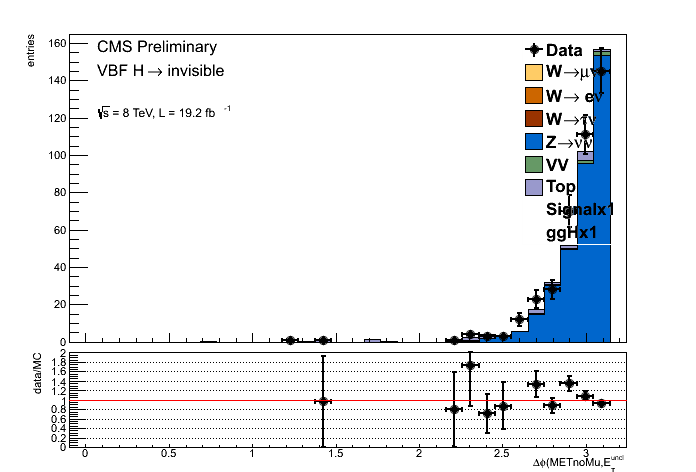 entries
160
140
120
100
80
60
40
20
0
CMS Preliminary
VBF H → invisible
√s = 8 TeV, L = 19.2 fb -1
Data
W→μν
W→ eν
W→τν
Z→νν
VV
Top
Signalx1
ggHx1
data/MC
2
1.8
1.6
1.4
1.2
1
0.8
0.6
0.4
0.2
0
0 0.5 1 1.5 2 2.5 3
Δϕ(METnoMu,E uncl T